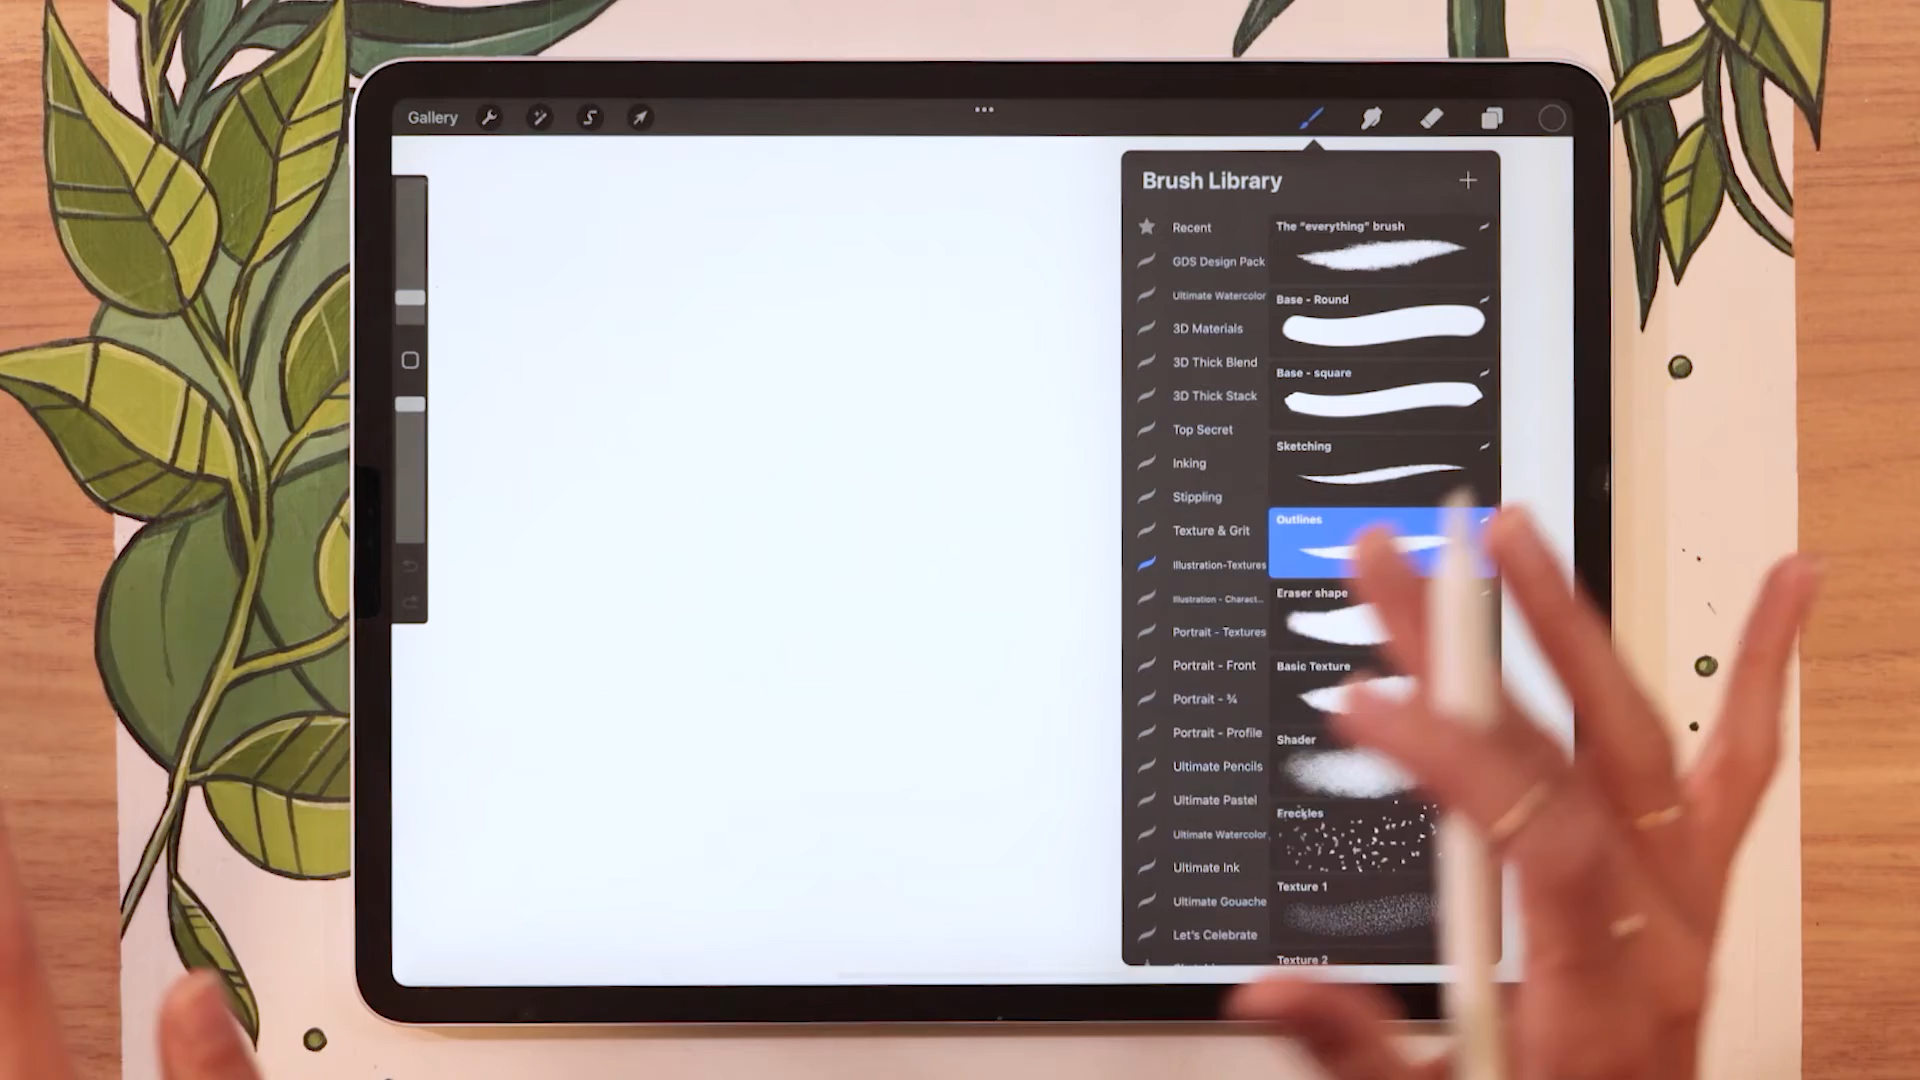 Gallery
Brush Library
Recent
GDS Design Pack
Ultimate Watercolor
3D Materials
3D Thick Blend
3D Thick Stack
Top Secret
Inking
Stippling
Texture & Grit
Illustration-Textures
Illustration - Charact...
Portrait - Textures
Portrait - Front
Portrait - ¾
Portrait - Profile
Ultimate Pencils
Ultimate Pastel
Ultimate Watercolor
Ultimate Ink
Ultimate Gouache
Let's Celebrate
The "everything" brush
Base - Round
Base - square
Sketching
Outlines
Eraser shape
Basic Texture
Shader
Freckles
Texture 1
Texture 2